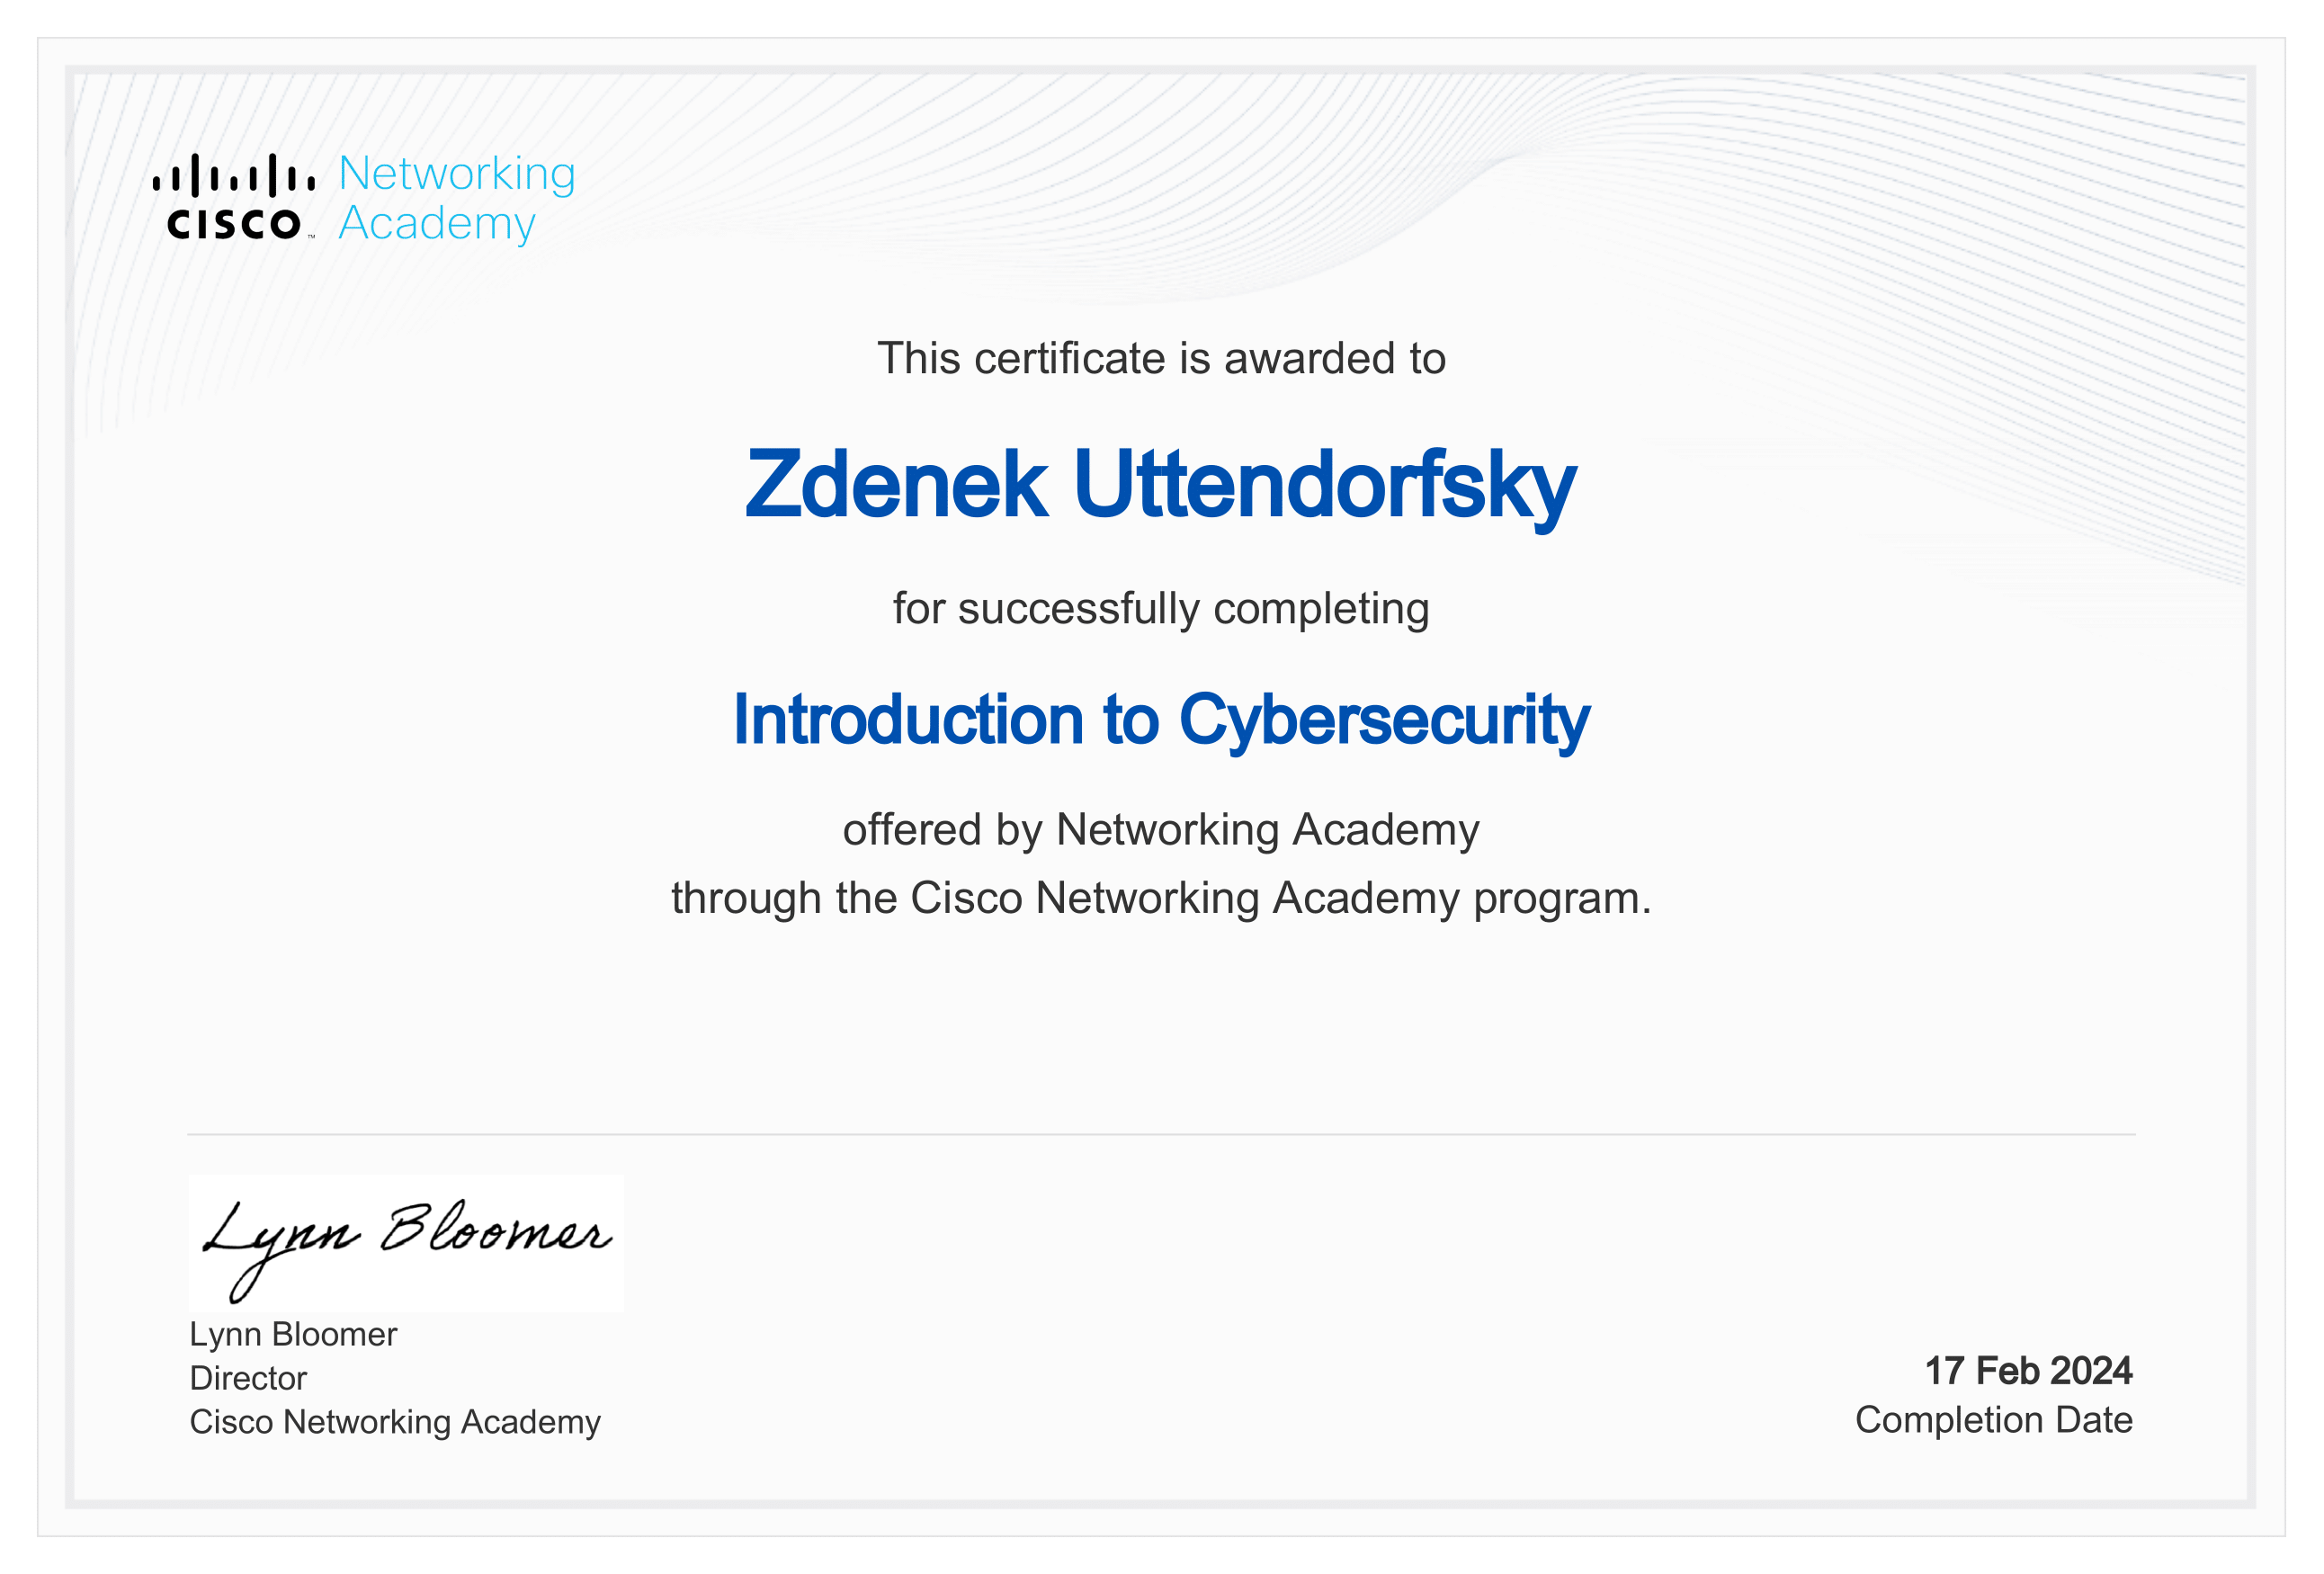 Networking
Academy
CISCO ™
This certificate is awarded to
Zdenek Uttendorfsky
for successfully completing
Introduction to Cybersecurity
offered by Networking Academy
through the Cisco Networking Academy program.
Lynn Bloomer
Lynn Bloomer
Director
Cisco Networking Academy
17 Feb 2024
Completion Date